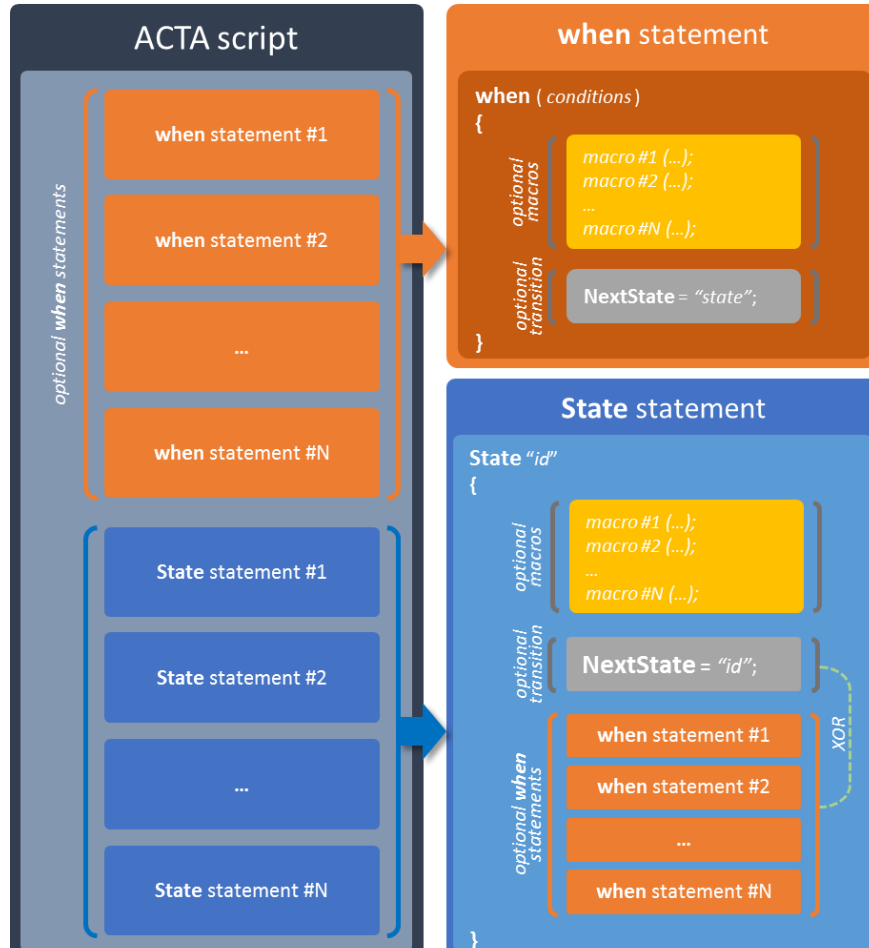 ACTA script
optional when statements
when statement #1
when statement #2
...
when statement #N
State statement #1
State statement #2
...
State statement #N
when statement
when ( conditions )
{
optional
macros
macro #1 (...);
macro #2 (...);
...
macro #N (...);
optional
transition
NextState = “state”;
}
State statement
State “id”
{
optional
macros
macro #1 (...);
macro #2 (...);
...
macro #N (...);
optional
transition
NextState = “id”;
XOR
optional when
statements
when statement #1
when statement #2
...
when statement #N
}